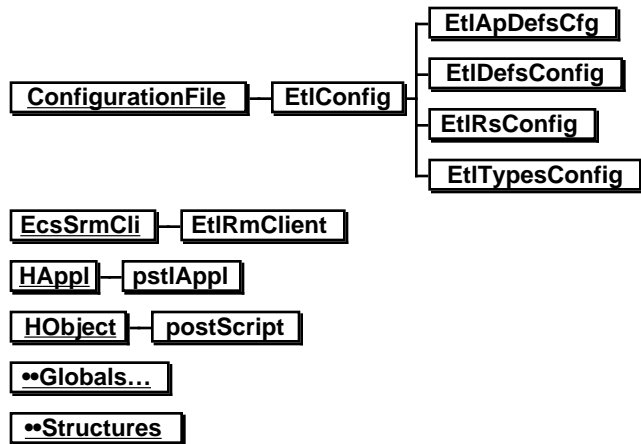 EtlApDefsCfg
EtlDefsConfig
ConfigurationFile EtlConfig
EtlRsConfig
EtlTypesConfig
EcsSrmCli EtlRmClient
HAppl pstlAppl
HObject postScript
••Globals...
••Structures